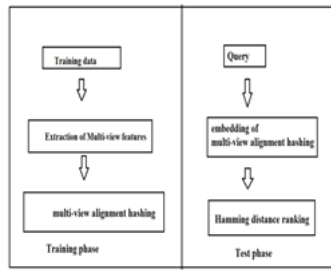 Training data
Extraction of Multi-view features
multi-view alignment hashing
Training phase
Query
embedding of
multi-view alignment hashing
Hamming distance ranking
Test phase